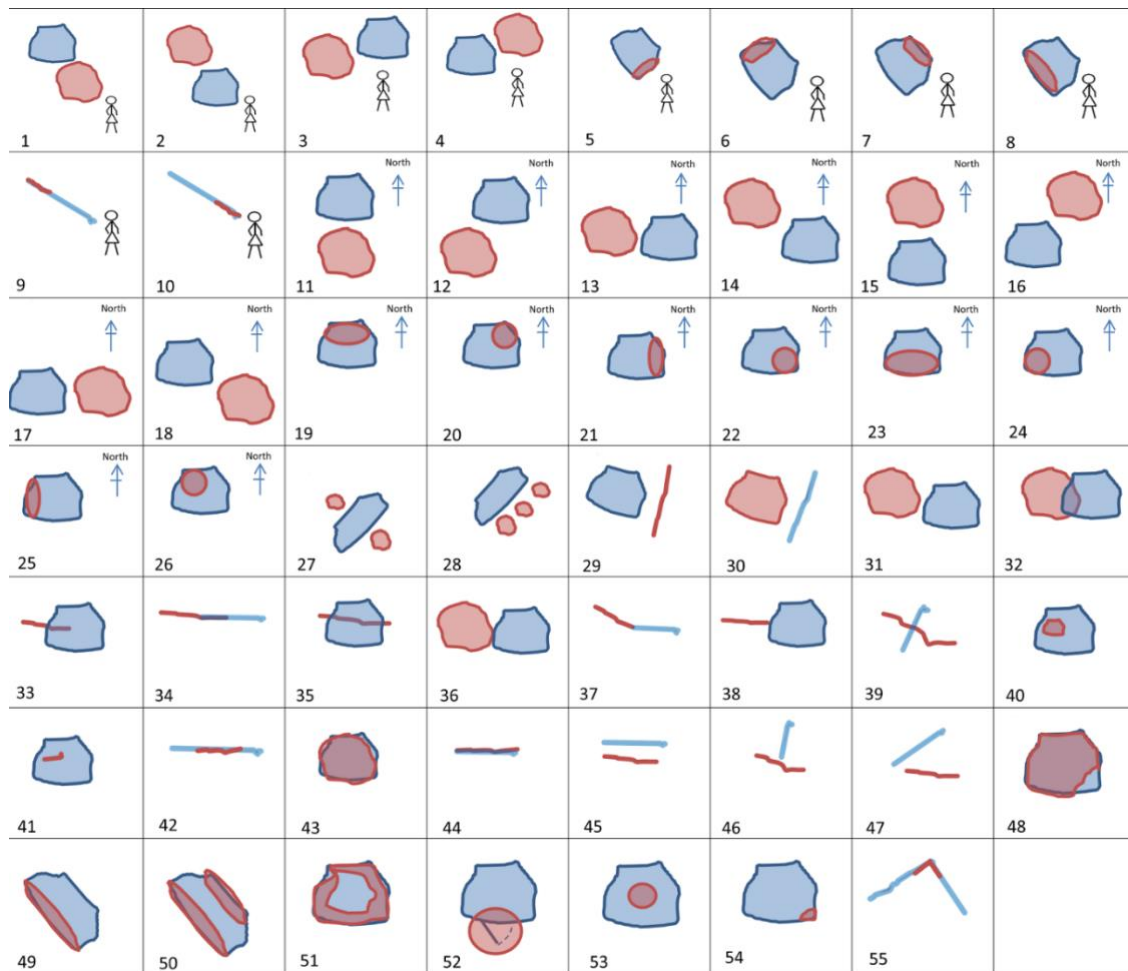 1 2 3 4 5 6 7 8
North North North North North North
9 10 11 12 13 14 15 16
North North North North North North North North
17 18 19 20 21 22 23 24
North North
25 26 27 28 29 30 31 32
33 34 35 36 37 38 39 40
41 42 43 44 45 46 47 48
49 50 51 52 53 54 55